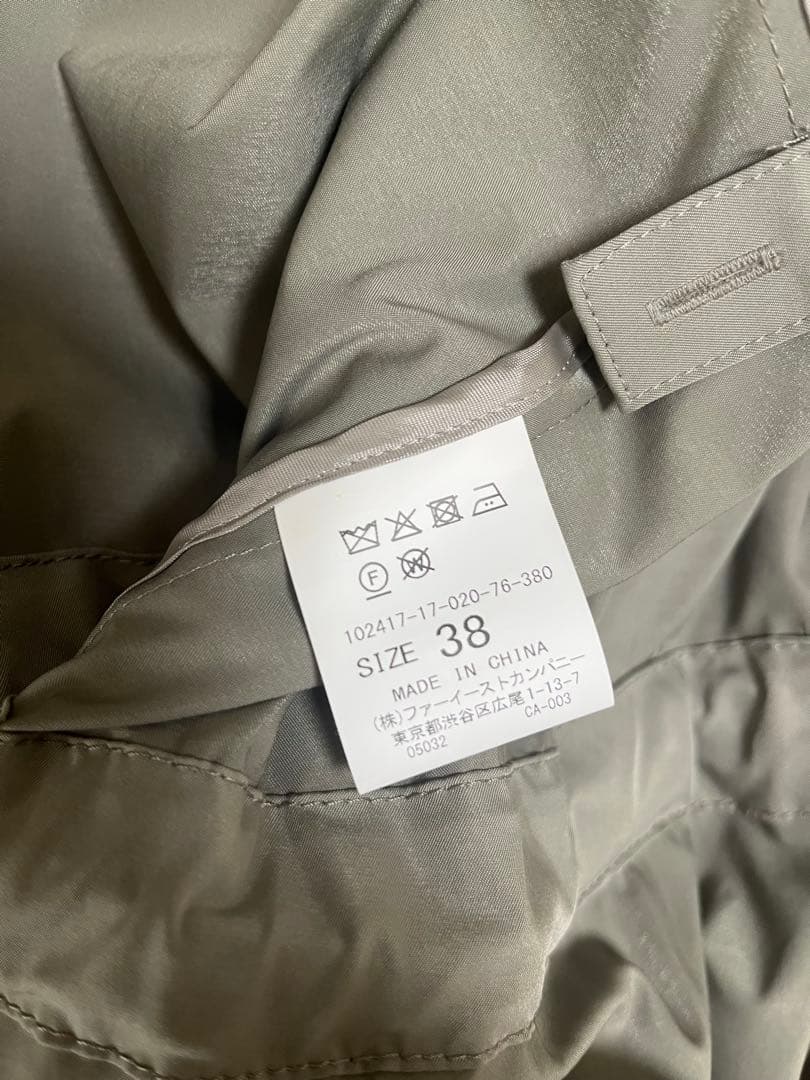 F W
102417-17-020-76-380
SIZE 38
MADE IN CHINA
(株)ファーイーストカンパニー
東京都渋谷区広尾1-13-7
05032 CA-003